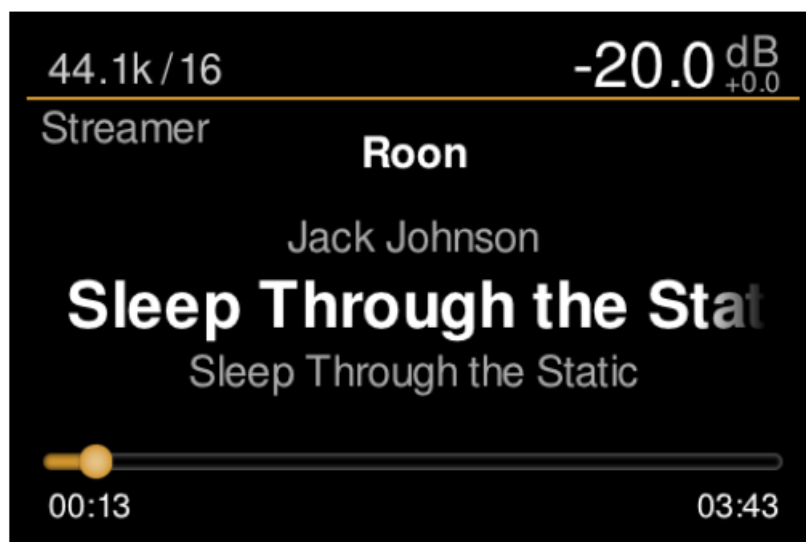 44.1k/16
-20.0 dB
+0.0
Streamer
Roon
Jack Johnson
Sleep Through the Stat
Sleep Through the Static
00:13
03:43